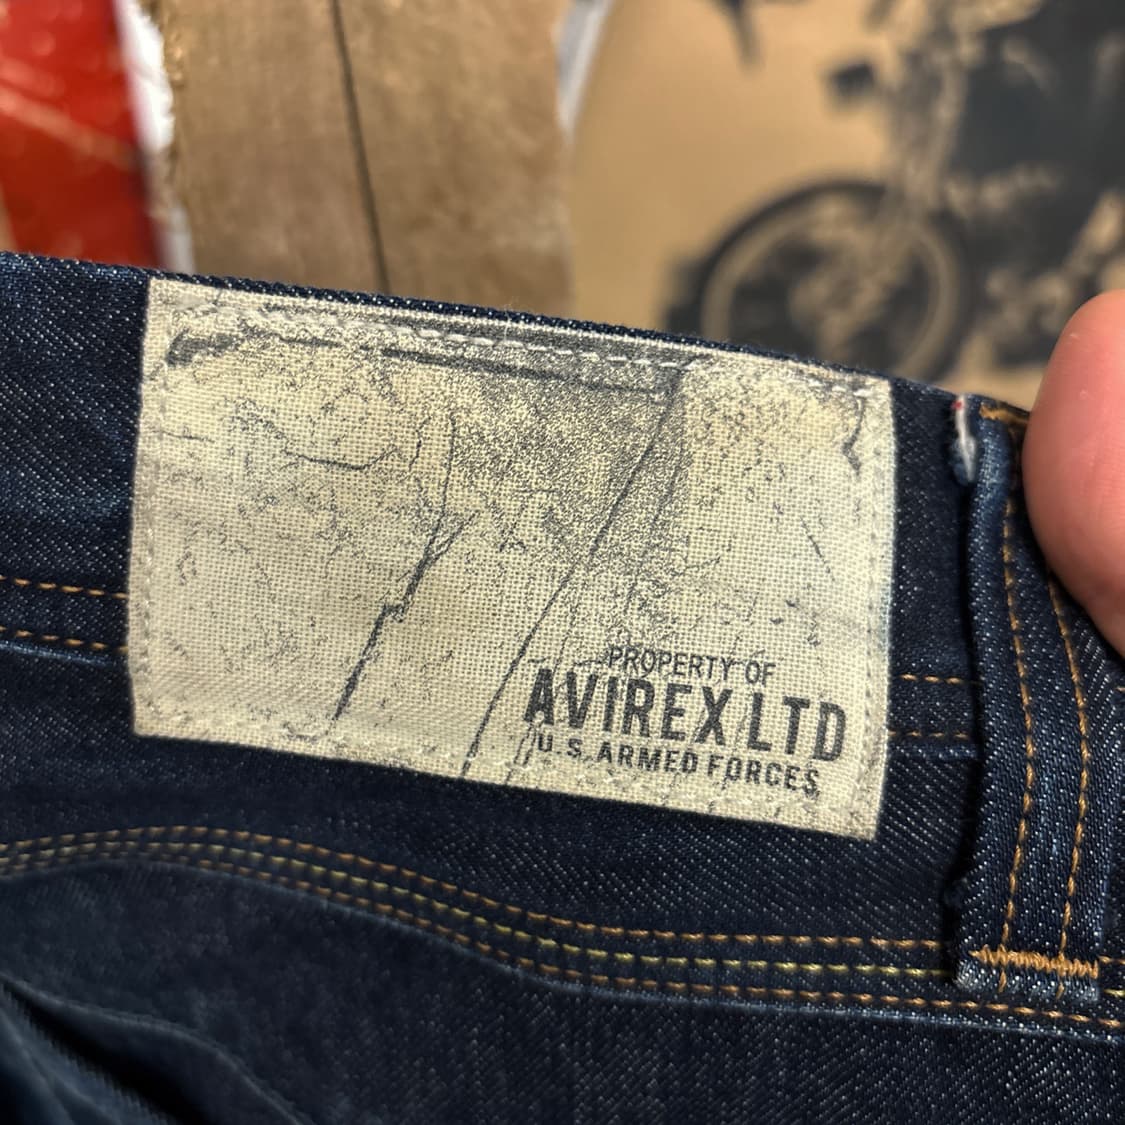 PROPERTY OF
AVIREX LTD
U.S. ARMED FORCES